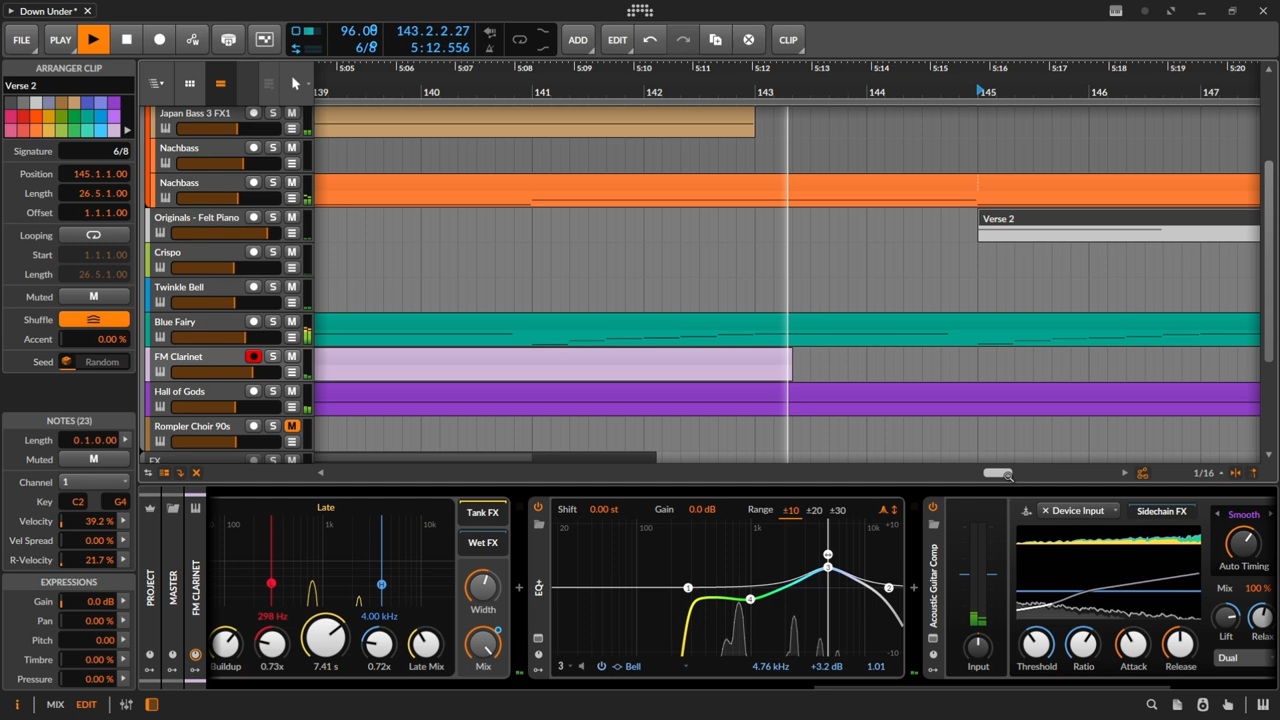 Down Under*
FILE
PLAY
96.00
6/8
143.2.2.27
5:12.556
ADD
EDIT
CLIP
ARRANGER CLIP
Verse 2
Signature 6/8
Position 145.1.1.00
Length 26.5.1.00
Offset 1.1.1.00
Looping
Start 1.1.1.00
Length 26.5.1.00
Muted M
Shuffle
Accent 0.00 %
Seed Random
NOTES (23)
Length 0.1.0.00
Muted M
Channel 1
Key C2 G4
Velocity 39.2 %
Vel Spread 0.00 %
R-Velocity 21.7 %
EXPRESSIONS
Gain 0.0 dB
Pan 0.00 %
Pitch 0.00
Timbre 0.00 %
Pressure 0.00 %
5:05 5:06 5:07 5:08 5:09 5:10 5:11 5:12 5:13 5:14 5:15 5:16 5:17 5:18 5:19 5:20
139 140 141 142 143 144 145 146 147
Japan Bass 3 FX1 S M
Nachbass S M
Nachbass S M
Originals - Felt Piano S M
Verse 2
Crispo S M
Twinkle Bell S M
Blue Fairy S M
FM Clarinet S M
Hall of Gods S M
Rompler Choir 90s M
FX S M
1/16
PROJECT
MASTER
FM CLARINET
Late
100 1k 10k
298 Hz 4.00 kHz
Buildup 0.73x 7.41 s 0.72x Late Mix
Tank FX
Wet FX
Width
Mix
EQ+
Shift 0.00 st Gain 0.0 dB Range ±10 ±20 ±30
20 100 1k 10k
1 4 3 2
-10
3 Bell 4.76 kHz +3.2 dB 1.01
Acoustic Guitar Comp
Input
Device Input Sidechain FX
Threshold Ratio Attack Release
Smooth
Auto Timing
Mix 100 %
Lift Relax
Dual
MIX EDIT